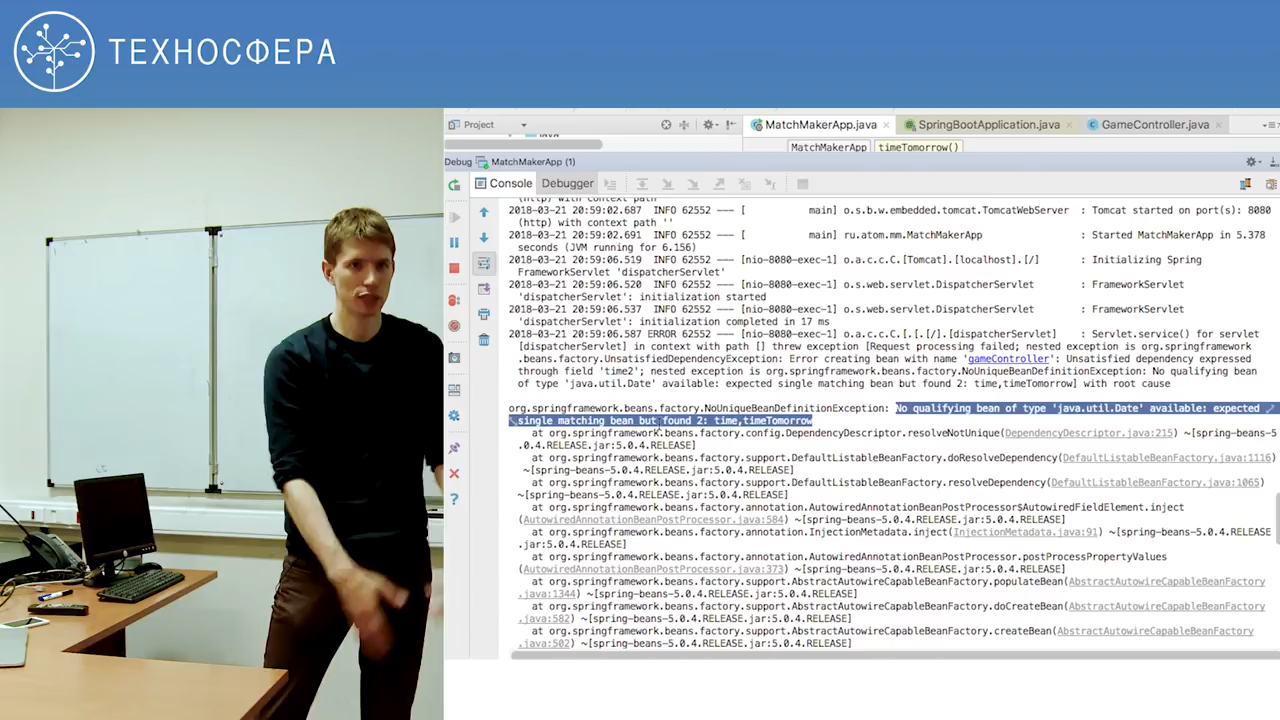 ТЕХНОСФЕРА
Project
MatchMakerApp.java
SpringBootApplication.java
GameController.java
MatchMakerApp
timeTomorrow()
Debug
MatchMakerApp (1)
Console
Debugger
(http) with context path
2018-03-21 20:59:02.687 INFO 62552 --- [ main] o.s.b.w.embedded.tomcat.TomcatWebServer : Tomcat started on port(s): 8080
(http) with context path ''
2018-03-21 20:59:02.691 INFO 62552 --- [ main] ru.atom.mm.MatchMakerApp : Started MatchMakerApp in 5.378
seconds (JVM running for 6.156)
2018-03-21 20:59:06.519 INFO 62552 --- [nio-8080-exec-1] o.a.c.c.C.[Tomcat].[localhost].[/] : Initializing Spring
FrameworkServlet 'dispatcherServlet'
2018-03-21 20:59:06.520 INFO 62552 --- [nio-8080-exec-1] o.s.web.servlet.DispatcherServlet : FrameworkServlet
'dispatcherServlet': initialization started
2018-03-21 20:59:06.537 INFO 62552 --- [nio-8080-exec-1] o.s.web.servlet.DispatcherServlet : FrameworkServlet
'dispatcherServlet': initialization completed in 17 ms
2018-03-21 20:59:06.587 ERROR 62552 --- [nio-8080-exec-1] o.a.c.c.C.[.[.[/].[dispatcherServlet] : Servlet.service() for servlet
[dispatcherServlet] in context with path [] threw exception [Request processing failed; nested exception is org.springframework
.beans.factory.UnsatisfiedDependencyException: Error creating bean with name 'gameController': Unsatisfied dependency expressed
through field 'time2'; nested exception is org.springframework.beans.factory.NoUniqueBeanDefinitionException: No qualifying bean
of type 'java.util.Date' available: expected single matching bean but found 2: time,timeTomorrow] with root cause
org.springframework.beans.factory.NoUniqueBeanDefinitionException: No qualifying bean of type 'java.util.Date' available: expected
single matching bean but found 2: time,timeTomorrow
at org.springframework.beans.factory.config.DependencyDescriptor.resolveNotUnique(DependencyDescriptor.java:215) ~[spring-beans-5
.0.4.RELEASE.jar:5.0.4.RELEASE]
at org.springframework.beans.factory.support.DefaultListableBeanFactory.doResolveDependency(DefaultListableBeanFactory.java:1116)
~[spring-beans-5.0.4.RELEASE.jar:5.0.4.RELEASE]
at org.springframework.beans.factory.support.DefaultListableBeanFactory.resolveDependency(DefaultListableBeanFactory.java:1065)
~[spring-beans-5.0.4.RELEASE.jar:5.0.4.RELEASE]
at org.springframework.beans.factory.annotation.AutowiredAnnotationBeanPostProcessor$AutowiredFieldElement.inject
(AutowiredAnnotationBeanPostProcessor.java:584) ~[spring-beans-5.0.4.RELEASE.jar:5.0.4.RELEASE]
at org.springframework.beans.factory.annotation.InjectionMetadata.inject(InjectionMetadata.java:91) ~[spring-beans-5.0.4.RELEASE
.jar:5.0.4.RELEASE]
at org.springframework.beans.factory.annotation.AutowiredAnnotationBeanPostProcessor.postProcessPropertyValues
(AutowiredAnnotationBeanPostProcessor.java:373) ~[spring-beans-5.0.4.RELEASE.jar:5.0.4.RELEASE]
at org.springframework.beans.factory.support.AbstractAutowireCapableBeanFactory.populateBean(AbstractAutowireCapableBeanFactory
.java:1344) ~[spring-beans-5.0.4.RELEASE.jar:5.0.4.RELEASE]
at org.springframework.beans.factory.support.AbstractAutowireCapableBeanFactory.doCreateBean(AbstractAutowireCapableBeanFactory
.java:582) ~[spring-beans-5.0.4.RELEASE.jar:5.0.4.RELEASE]
at org.springframework.beans.factory.support.AbstractAutowireCapableBeanFactory.createBean(AbstractAutowireCapableBeanFactory
.java:502) ~[spring-beans-5.0.4.RELEASE.jar:5.0.4.RELEASE]